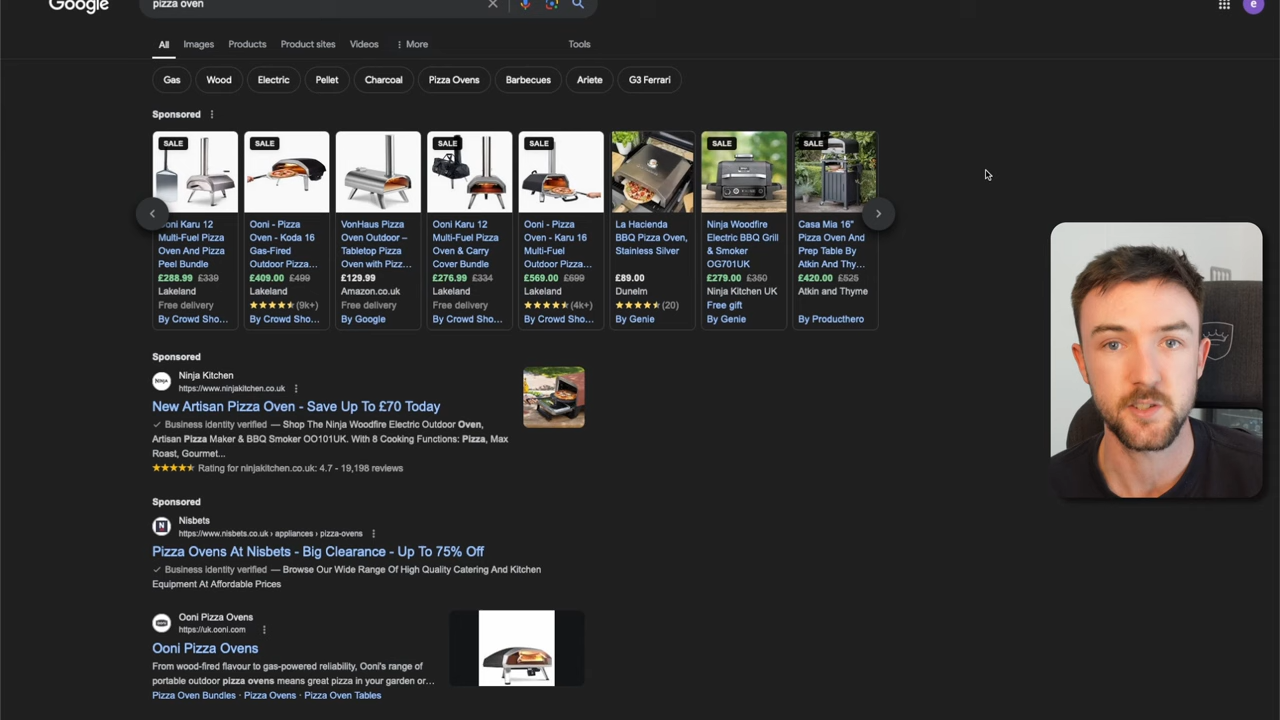 Google
pizza oven
e
All Images Products Product sites Videos More Tools
Gas Wood Electric Pellet Charcoal Pizza Ovens Barbecues Ariete G3 Ferrari
Sponsored
SALE
Ooni Karu 12
Multi-Fuel Pizza
Oven And Pizza
Peel Bundle
£288.99 £339
Lakeland
Free delivery
By Crowd Sho...
SALE
Ooni - Pizza
Oven - Koda 16
Gas-Fired
Outdoor Pizza...
£409.00 £499
Lakeland
(9k+)
By Crowd Sho...
VonHaus Pizza
Oven Outdoor –
Tabletop Pizza
Oven with Pizz...
£129.99
Amazon.co.uk
Free delivery
By Google
SALE
Ooni Karu 12
Multi-Fuel Pizza
Oven & Carry
Cover Bundle
£276.99 £334
Lakeland
Free delivery
By Crowd Sho...
SALE
Ooni - Pizza
Oven - Karu 16
Multi-Fuel
Outdoor Pizza...
£569.00 £699
Lakeland
(4k+)
By Crowd Sho...
La Hacienda
BBQ Pizza Oven,
Stainless Silver
£89.00
Dunelm
(20)
By Genie
SALE
Ninja Woodfire
Electric BBQ Grill
& Smoker
OG701UK
£279.00 £350
Ninja Kitchen UK
Free gift
By Genie
SALE
Casa Mia 16"
Pizza Oven And
Prep Table By
Atkin And Thy...
£420.00 £525
Atkin and Thyme
By Producthero
Sponsored
NINJA
Ninja Kitchen
https://www.ninjakitchen.co.uk
New Artisan Pizza Oven - Save Up To £70 Today
Business identity verified — Shop The Ninja Woodfire Electric Outdoor Oven,
Artisan Pizza Maker & BBQ Smoker OO101UK. With 8 Cooking Functions: Pizza, Max
Roast, Gourmet...
Rating for ninjakitchen.co.uk: 4.7 - 19,198 reviews
Sponsored
N
Nisbets
https://www.nisbets.co.uk › appliances › pizza-ovens
Pizza Ovens At Nisbets - Big Clearance - Up To 75% Off
Business identity verified — Browse Our Wide Range Of High Quality Catering And Kitchen
Equipment At Affordable Prices
Ooni Pizza Ovens
https://uk.ooni.com
Ooni Pizza Ovens
From wood-fired flavour to gas-powered reliability, Ooni's range of
portable outdoor pizza ovens means great pizza in your garden or...
Pizza Oven Bundles · Pizza Ovens · Pizza Oven Tables